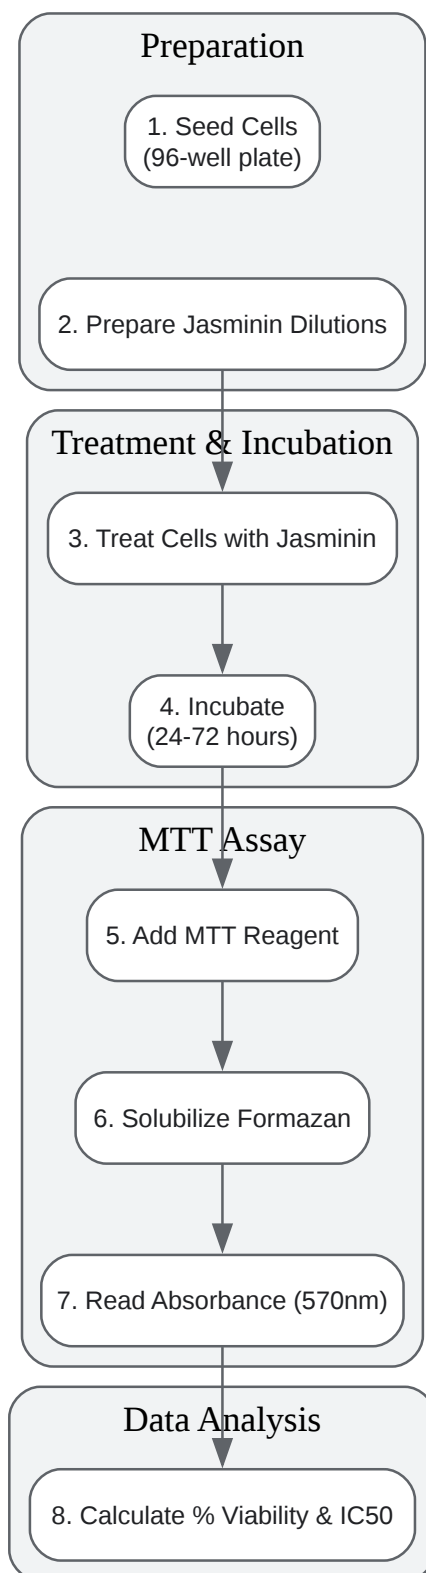 Preparation
1. Seed Cells
(96-well plate)
2. Prepare Jasminin Dilutions
Treatment & Incubation
3. Treat Cells with Jasminin
4. Incubate
(24-72 hours)
MTT Assay
5. Add MTT Reagent
6. Solubilize Formazan
7. Read Absorbance (570nm)
Data Analysis
8. Calculate % Viability & IC50